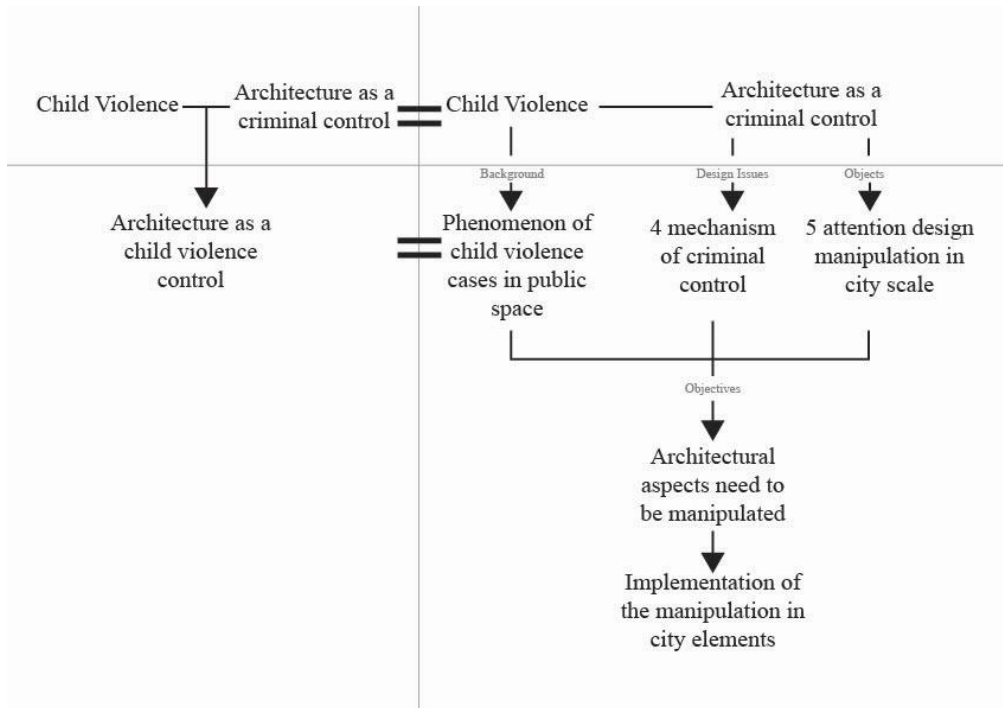 Child Violence
Architecture as a
criminal control
Child Violence
Architecture as a
criminal control
Background
Design Issues
Objects
Architecture as a
child violence
control
Phenomenon of
child violence
cases in public
space
4 mechanism
of criminal
control
5 attention design
manipulation in
city scale
Objectives
Architectural
aspects need to
be manipulated
Implementation of
the manipulation in
city elements